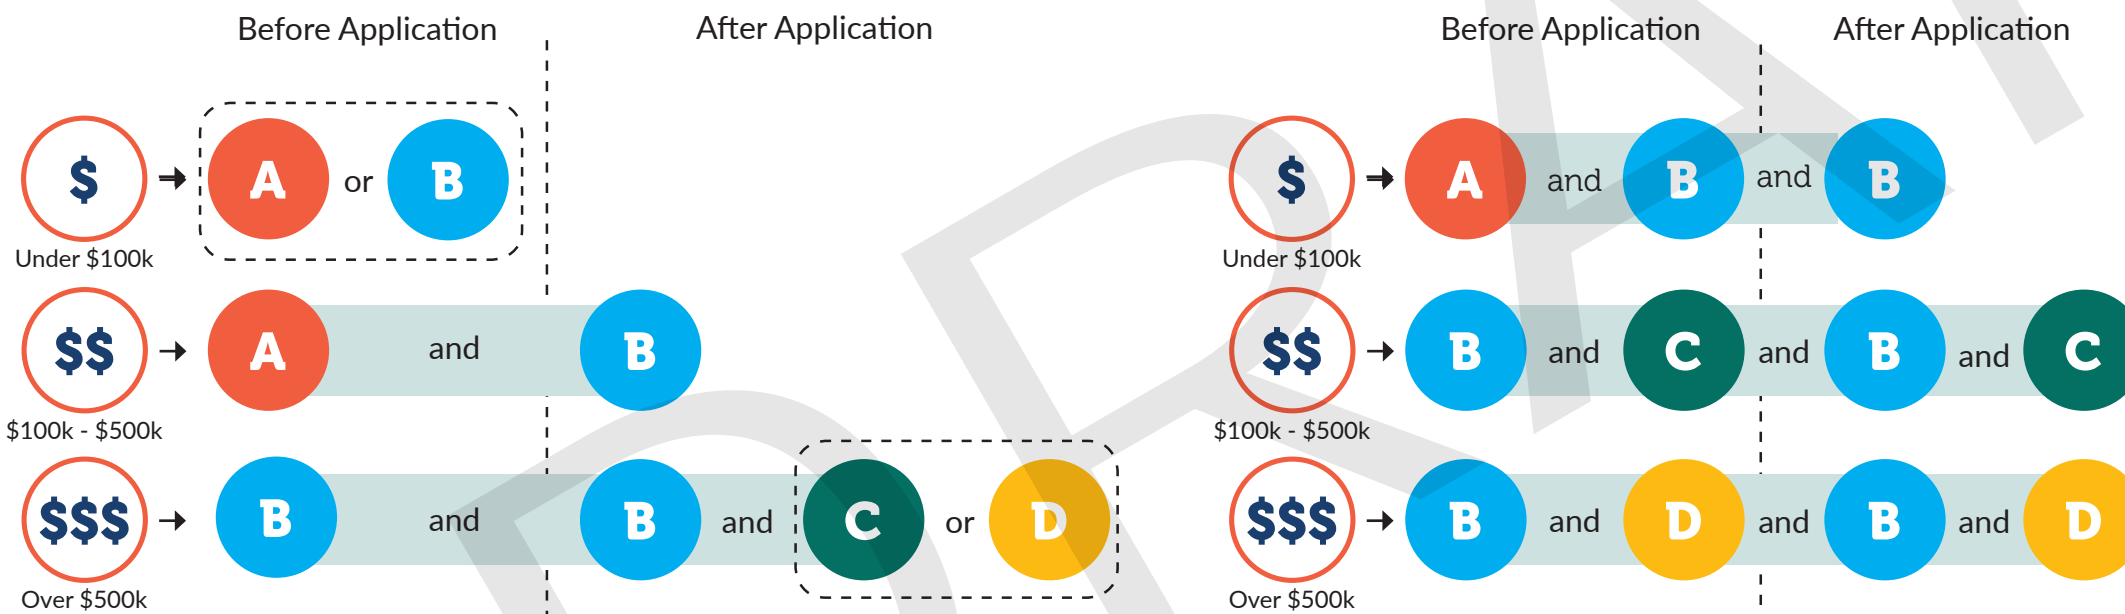 Before Application After Application
$ A or B
Under $100k
$$ A and B
$100k - $500k
$$$ B and B and C or D
Over $500k
Before Application After Application
$ A and B and B
Under $100k
$$ B and C and B and C
$100k - $500k
$$$ B and D and B and D
Over $500k
DRAF